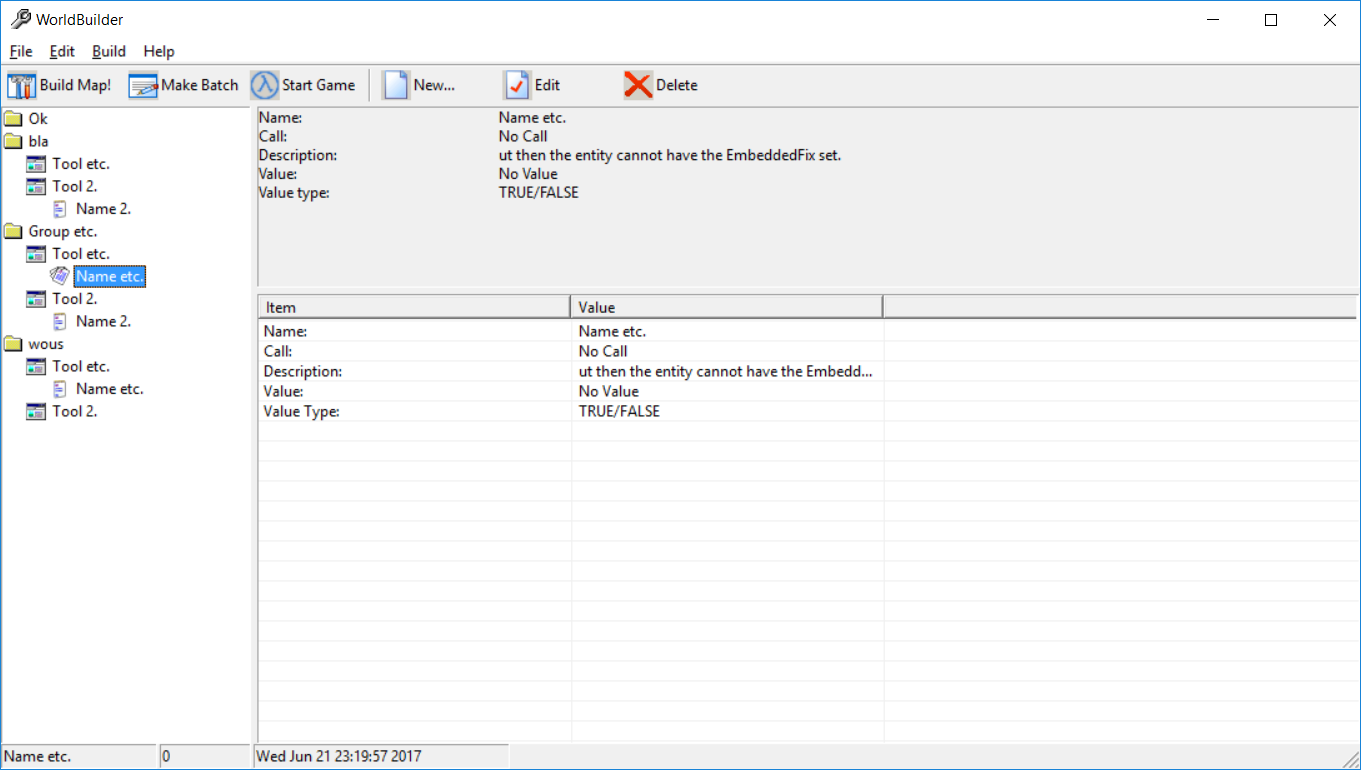 WorldBuilder
File Edit Build Help
Build Map! Make Batch Start Game New... Edit Delete
Ok
bla
Tool etc.
Tool 2.
Name 2.
Group etc.
Tool etc.
Name etc.
Tool 2.
Name 2.
wous
Tool etc.
Name etc.
Tool 2.
Name: Name etc.
Call: No Call
Description: ut then the entity cannot have the EmbeddedFix set.
Value: No Value
Value type: TRUE/FALSE
Item Value
Name: Name etc.
Call: No Call
Description: ut then the entity cannot have the Embedd...
Value: No Value
Value Type: TRUE/FALSE
Name etc. 0 Wed Jun 21 23:19:57 2017